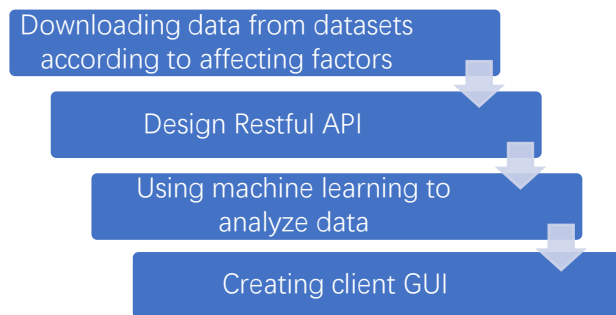 Downloading data from datasets
according to affecting factors
Design Restful API
Using machine learning to
analyze data
Creating client GUI